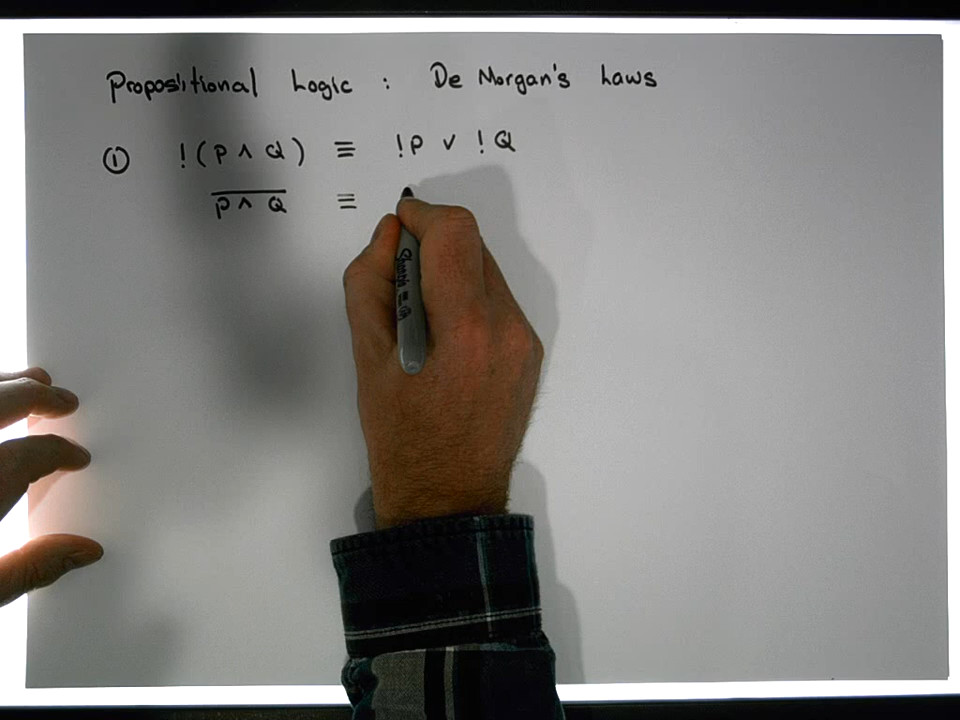 Propositional Logic : De Morgan's Laws
① !(P ∧ Q) ≡ !P ∨ !Q
P̅ ̅∧̅ ̅Q̅ ≡